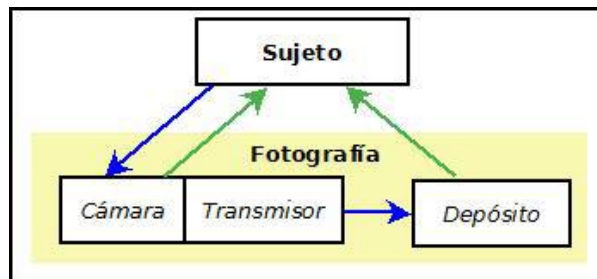 Sujeto
Fotografía
Cámara
Transmisor
Depósito